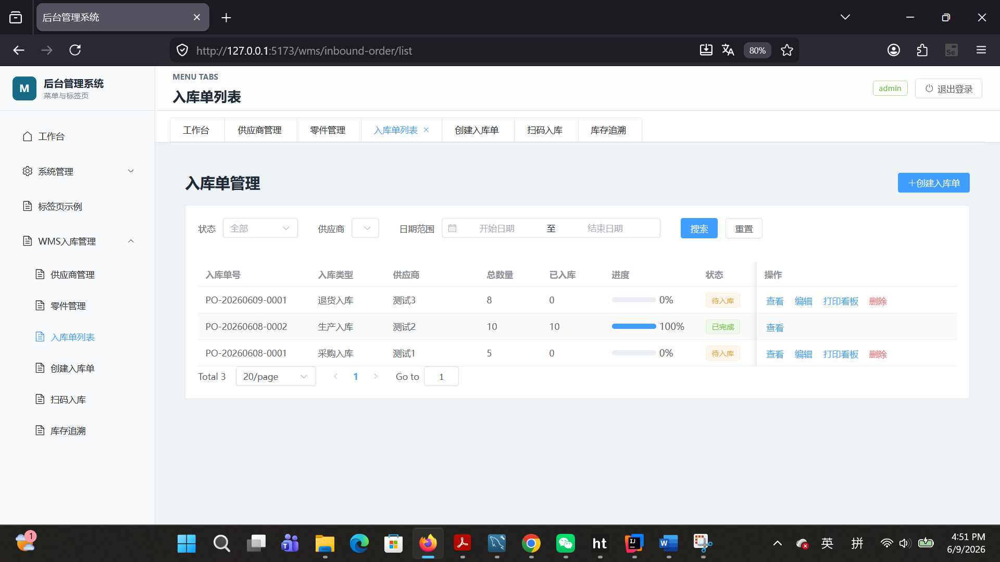 后台管理系统
http://127.0.0.1:5173/wms/inbound-order/list
80%
Se
M
后台管理系统
菜单与标签页
MENU TABS
入库单列表
admin
退出登录
工作台
供应商管理
零件管理
入库单列表
创建入库单
扫码入库
库存追溯
工作台
系统管理
标签页示例
WMS入库管理
供应商管理
零件管理
入库单列表
创建入库单
扫码入库
库存追溯
入库单管理
+创建入库单
状态 全部 供应商 日期范围 开始日期 至 结束日期 搜索 重置
入库单号 入库类型 供应商 总数量 已入库 进度 状态 操作
PO-20260609-0001 退货入库 测试3 8 0 0% 待入库 查看 编辑 打印看板 删除
PO-20260608-0002 生产入库 测试2 10 10 100% 已完成 查看
PO-20260608-0001 采购入库 测试1 5 0 0% 待入库 查看 编辑 打印看板 删除
Total 3 20/page 1 Go to 1
1
T
ht
IJ
W
英
拼
4:51 PM
6/9/2026